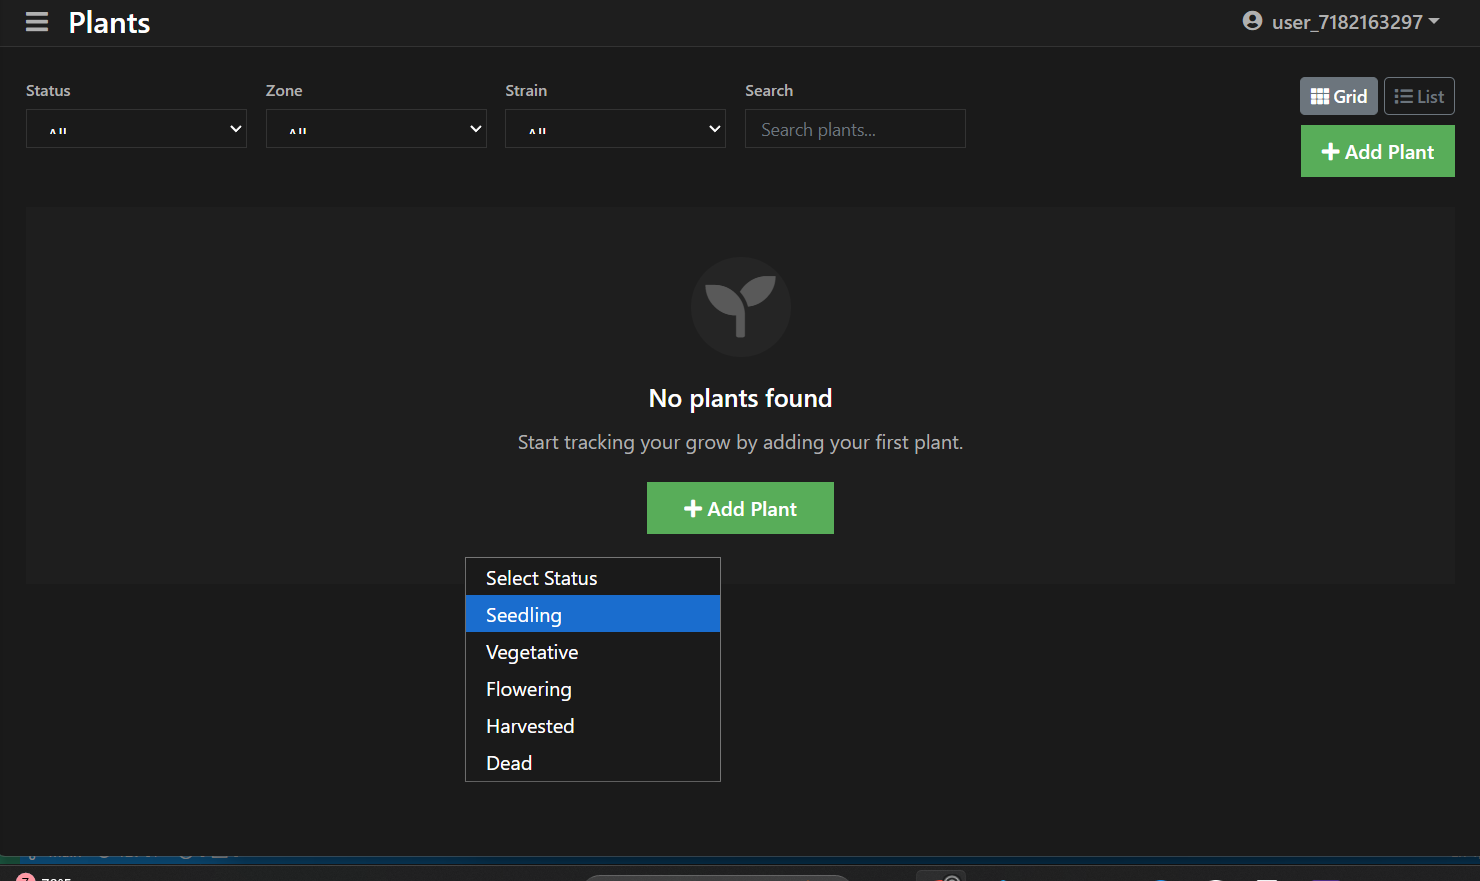 Plants
user_7182163297
Status
Zone
Strain
Search
All
All
All
Search plants...
Grid
List
Add Plant
No plants found
Start tracking your grow by adding your first plant.
Add Plant
Select Status
Seedling
Vegetative
Flowering
Harvested
Dead